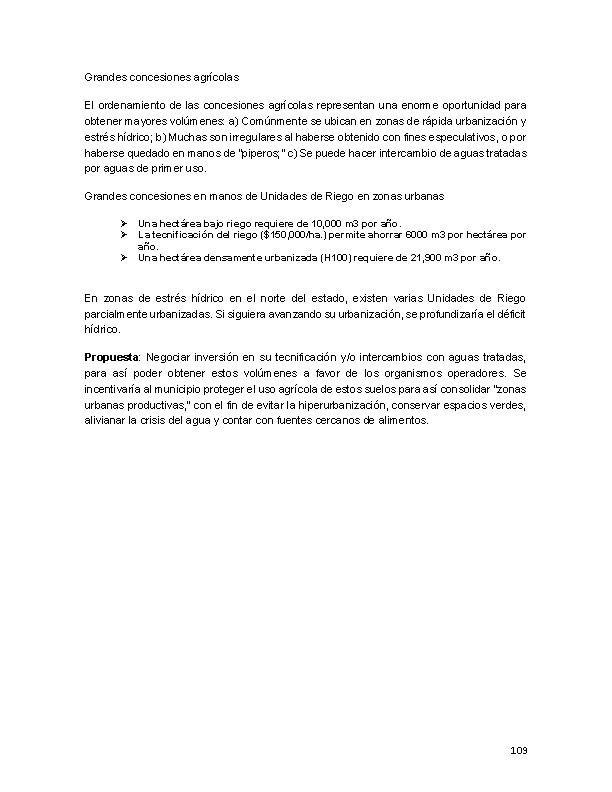 Grandes concesiones agrícolas
El ordenamiento de las concesiones agrícolas representan una enorme oportunidad para
obtener mayores volúmenes: a) Comúnmente se ubican en zonas de rápida urbanización y
estrés hídrico; b) Muchas son irregulares al haberse obtenido con fines especulativos, o por
haberse quedado en manos de "piperos;" c) Se puede hacer intercambio de aguas tratadas
por aguas de primer uso.
Grandes concesiones en manos de Unidades de Riego en zonas urbanas
➢ Una hectárea bajo riego requiere de 10,000 m3 por año.
➢ La tecnificación del riego ($150,000/ha.) permite ahorrar 6000 m3 por hectárea por
año.
➢ Una hectárea densamente urbanizada (H100) requiere de 21,900 m3 por año.
En zonas de estrés hídrico en el norte del estado, existen varias Unidades de Riego
parcialmente urbanizadas. Si siguiera avanzando su urbanización, se profundizaría el déficit
hídrico.
Propuesta: Negociar inversión en su tecnificación y/o intercambios con aguas tratadas,
para así poder obtener estos volúmenes a favor de los organismos operadores. Se
incentivaría al municipio proteger el uso agrícola de estos suelos para así consolidar "zonas
urbanas productivas," con el fin de evitar la hiperurbanización, conservar espacios verdes,
alivianar la crisis del agua y contar con fuentes cercanos de alimentos.
109